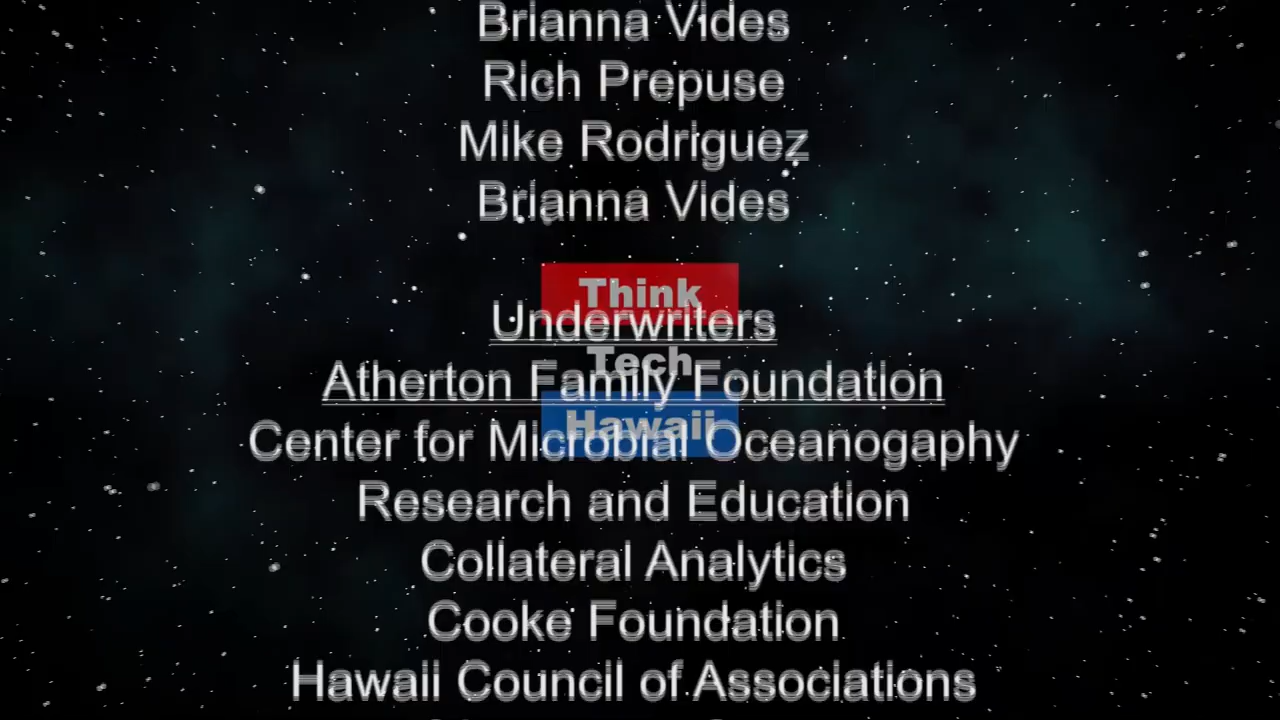 Brianna Vides
Rich Prepuse
Mike Rodriguez
Brianna Vides
Think
Underwriters
Tech
Atherton Family Foundation
Hawaii
Center for Microbial Oceanogaphy
Research and Education
Collateral Analytics
Cooke Foundation
Hawaii Council of Associations